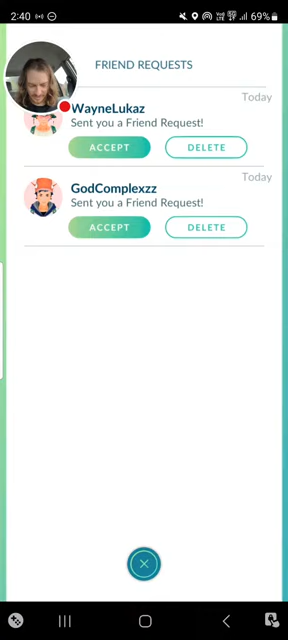 2:40
69%
FRIEND REQUESTS
Today
WayneLukaz
Sent you a Friend Request!
ACCEPT DELETE
Today
GodComplexzz
Sent you a Friend Request!
ACCEPT DELETE